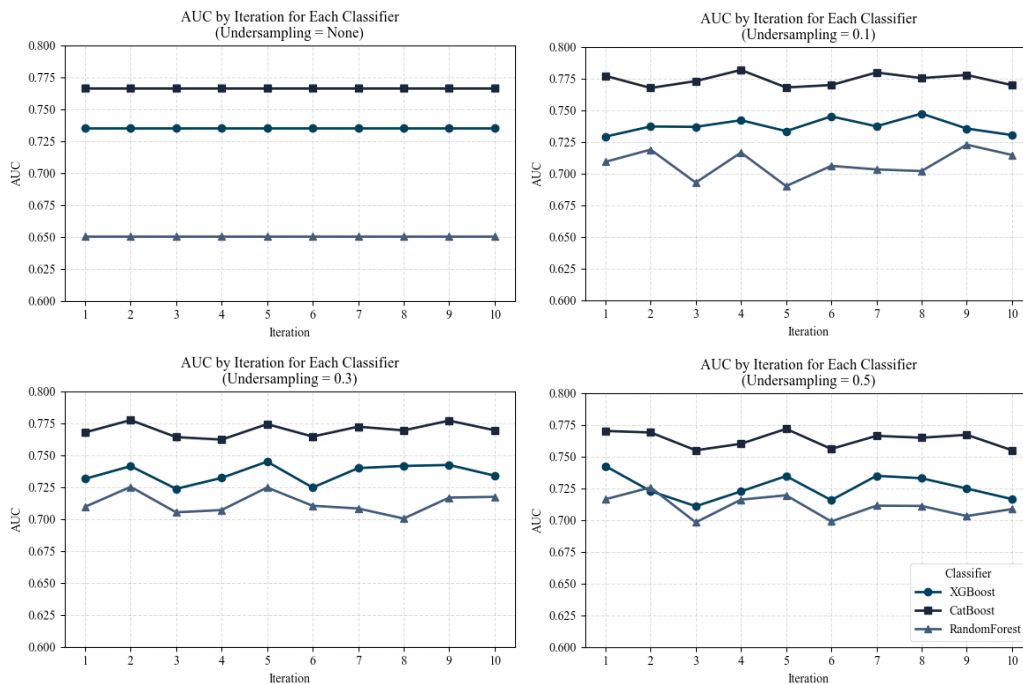 AUC by Iteration for Each Classifier
(Undersampling = None)
0.800
0.775
0.750
0.725
0.700
0.675
0.650
0.625
0.600
AUC
1 2 3 4 5 6 7 8 9 10
Iteration
AUC by Iteration for Each Classifier
(Undersampling = 0.1)
0.800
0.775
0.750
0.725
0.700
0.675
0.650
0.625
0.600
AUC
1 2 3 4 5 6 7 8 9 10
Iteration
AUC by Iteration for Each Classifier
(Undersampling = 0.3)
0.800
0.775
0.750
0.725
0.700
0.675
0.650
0.625
0.600
AUC
1 2 3 4 5 6 7 8 9 10
Iteration
AUC by Iteration for Each Classifier
(Undersampling = 0.5)
0.800
0.775
0.750
0.725
0.700
0.675
0.650
0.625
0.600
AUC
1 2 3 4 5 6 7 8 9 10
Iteration
Classifier
XGBoost
CatBoost
RandomForest